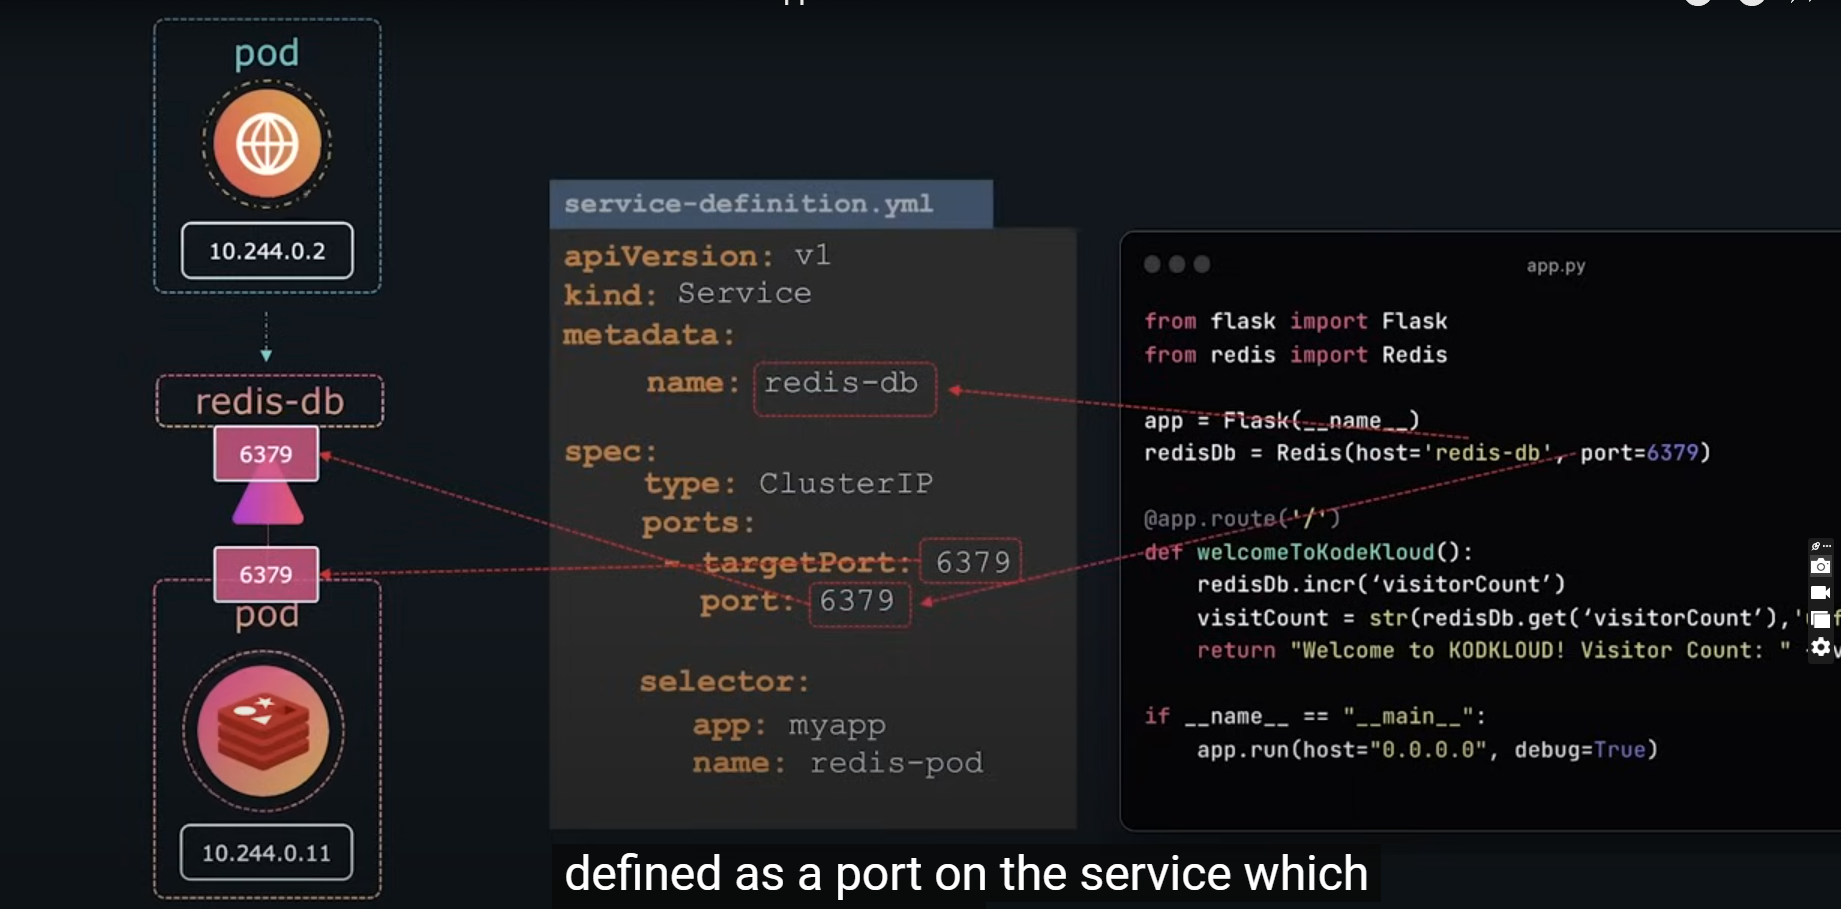 pod
10.244.0.2
redis-db
6379
6379
pod
10.244.0.11
service-definition.yml
apiVersion: v1
kind: Service
metadata:
name: redis-db
spec:
type: ClusterIP
ports:
targetPort: 6379
port: 6379
selector:
app: myapp
name: redis-pod
app.py
from flask import Flask
from redis import Redis
app = Flask(__name__)
redisDb = Redis(host='redis-db', port=6379)
@app.route('/')
def welcomeToKodeKloud():
redisDb.incr(‘visitorCount’)
visitCount = str(redisDb.get(‘visitorCount’),'
return "Welcome to KODKLOUD! Visitor Count: "
if __name__ == "__main__":
app.run(host="0.0.0.0", debug=True)
defined as a port on the service which